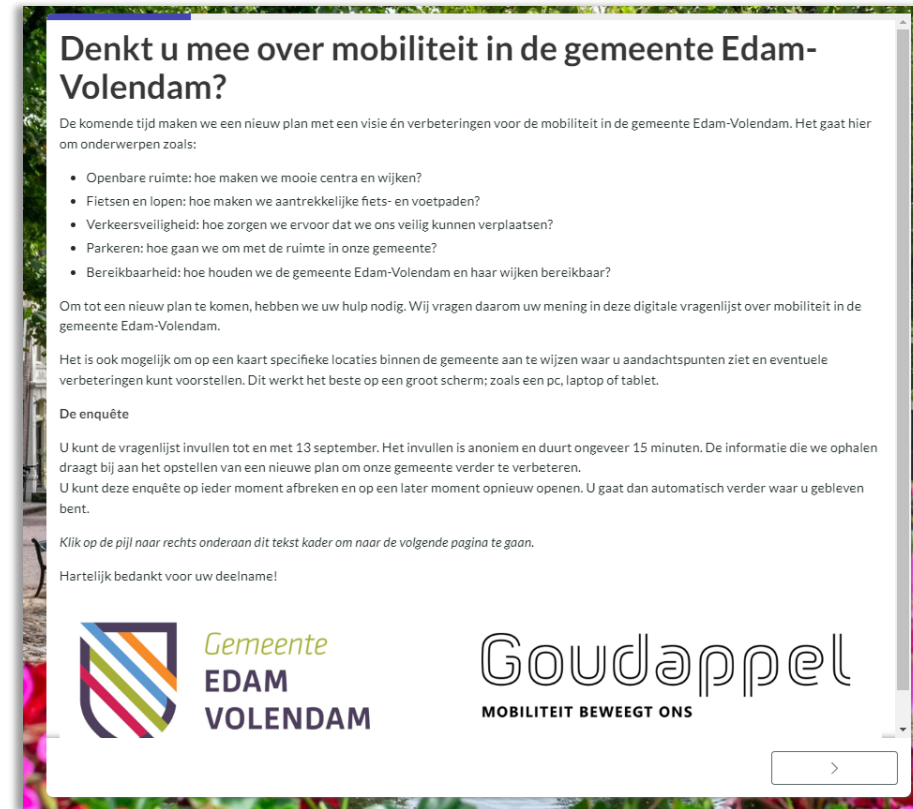 Denkt u mee over mobiliteit in de gemeente Edam-
Volendam?
De komende tijd maken we een nieuw plan met een visie én verbeteringen voor de mobiliteit in de gemeente Edam-Volendam. Het gaat hier
om onderwerpen zoals:
• Openbare ruimte: hoe maken we mooie centra en wijken?
• Fietsen en lopen: hoe maken we aantrekkelijke fiets- en voetpaden?
• Verkeersveiligheid: hoe zorgen we ervoor dat we ons veilig kunnen verplaatsen?
• Parkeren: hoe gaan we om met de ruimte in onze gemeente?
• Bereikbaarheid: hoe houden we de gemeente Edam-Volendam en haar wijken bereikbaar?
Om tot een nieuw plan te komen, hebben we uw hulp nodig. Wij vragen daarom uw mening in deze digitale vragenlijst over mobiliteit in de
gemeente Edam-Volendam.
Het is ook mogelijk om op een kaart specifieke locaties binnen de gemeente aan te wijzen waar u aandachtspunten ziet en eventuele
verbeteringen kunt voorstellen. Dit werkt het beste op een groot scherm; zoals een pc, laptop of tablet.
De enquête
U kunt de vragenlijst invullen tot en met 13 september. Het invullen is anoniem en duurt ongeveer 15 minuten. De informatie die we ophalen
draagt bij aan het opstellen van een nieuwe plan om onze gemeente verder te verbeteren.
U kunt deze enquête op ieder moment afbreken en op een later moment opnieuw openen. U gaat dan automatisch verder waar u gebleven
bent.
Klik op de pijl naar rechts onderaan dit tekst kader om naar de volgende pagina te gaan.
Hartelijk bedankt voor uw deelname!
Gemeente
EDAM
VOLENDAM
Goudappel
MOBILITEIT BEWEEGT ONS